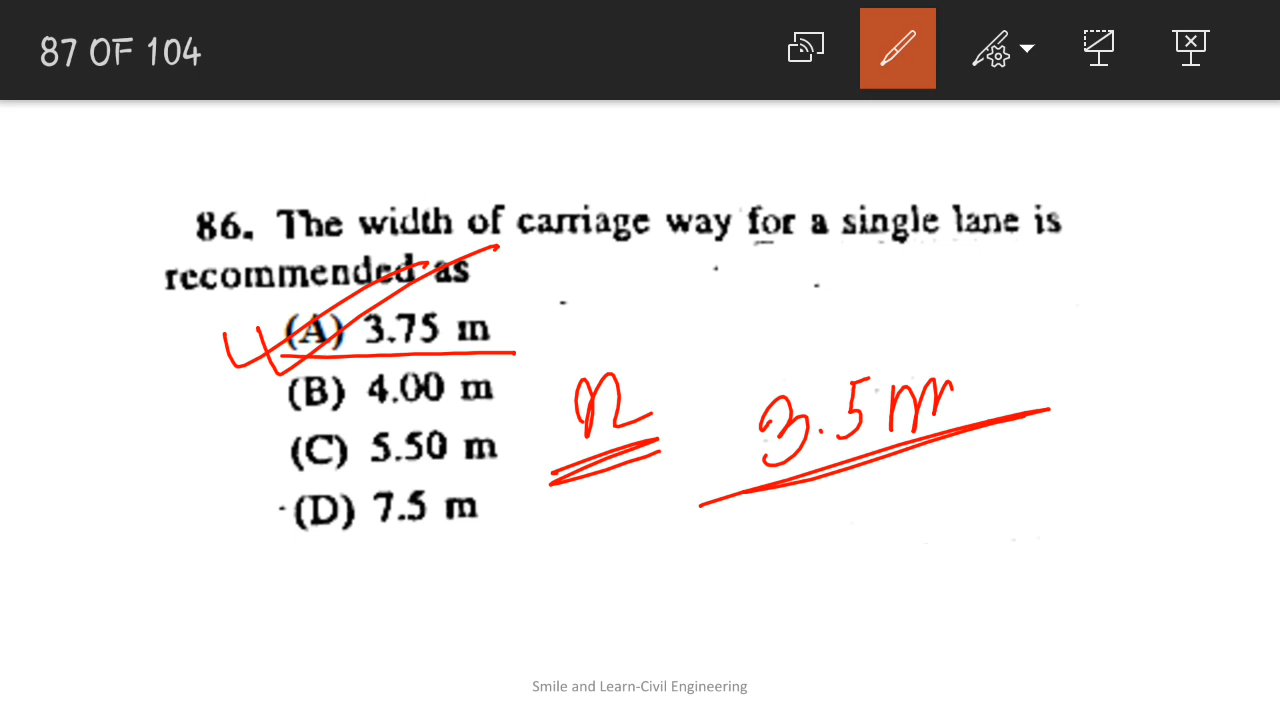 87 OF 104
86. The width of carriage way for a single lane is
recommended as
(A) 3.75 m
(B) 4.00 m
(C) 5.50 m
(D) 7.5 m
n
3.5m
Smile and Learn-Civil Engineering